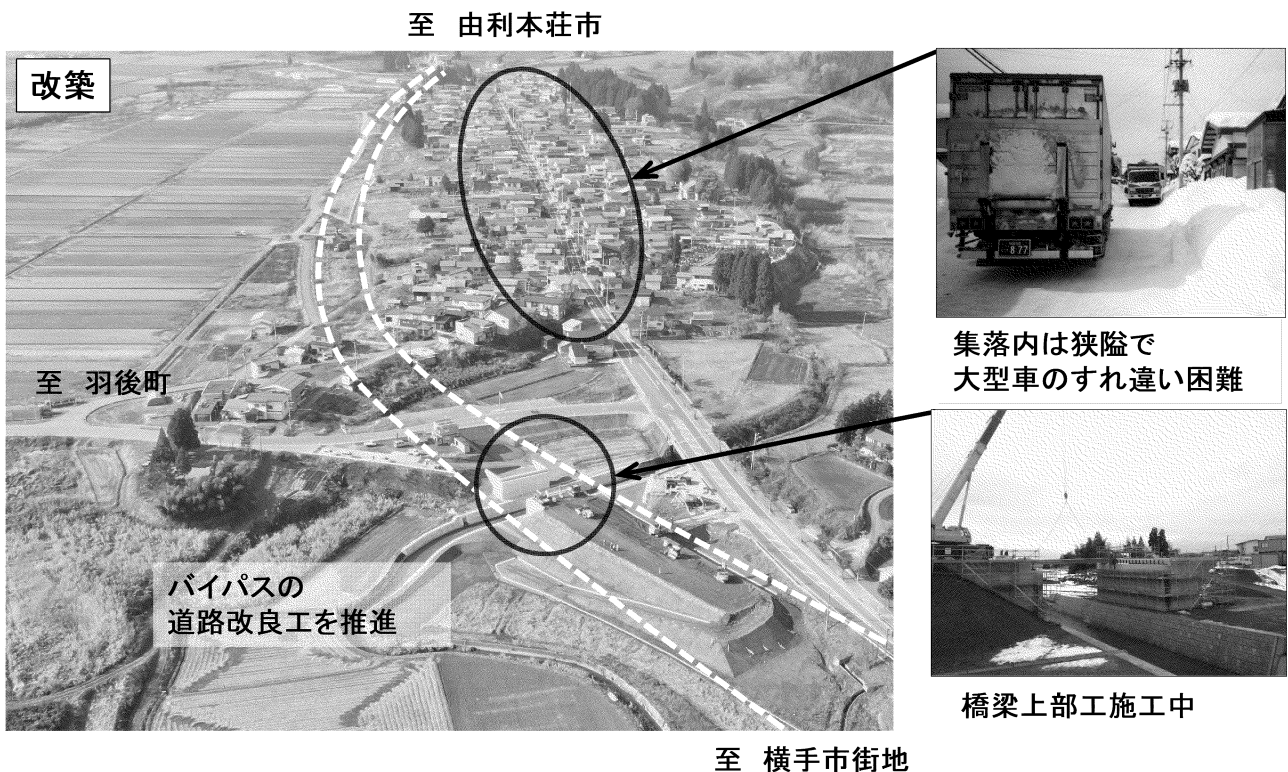 至 由利本荘市
改築
至 羽後町
877
集落内は狭隘で
大型車のすれ違い困難
バイパスの
道路改良工を推進
橋梁上部工施工中
至 横手市街地